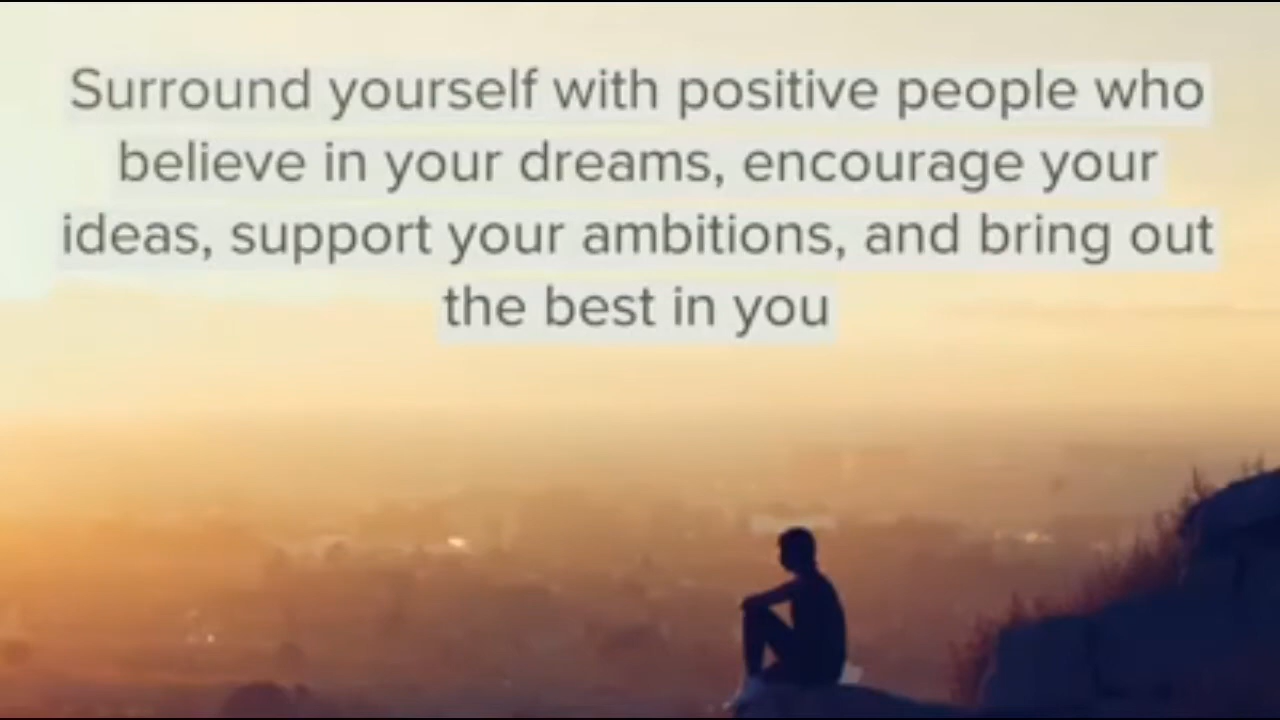 Surround yourself with positive people who
believe in your dreams, encourage your
ideas, support your ambitions, and bring out
the best in you